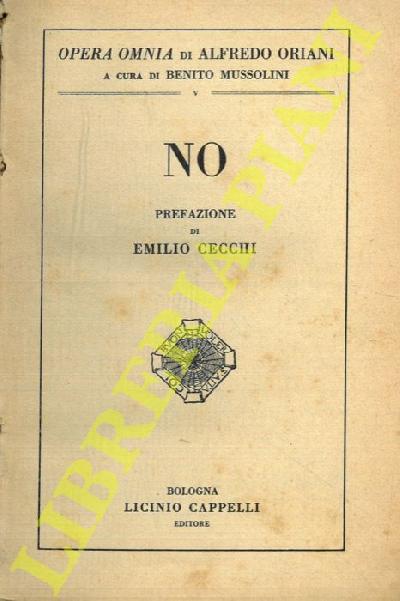 OPERA OMNIA DI ALFREDO ORIANI
A CURA DI BENITO MUSSOLINI
V
NO
PREFAZIONE
DI
EMILIO CECCHI
BOLOGNA
LICINIO CAPPELLI
EDITORE
LIBRERIA PIANI